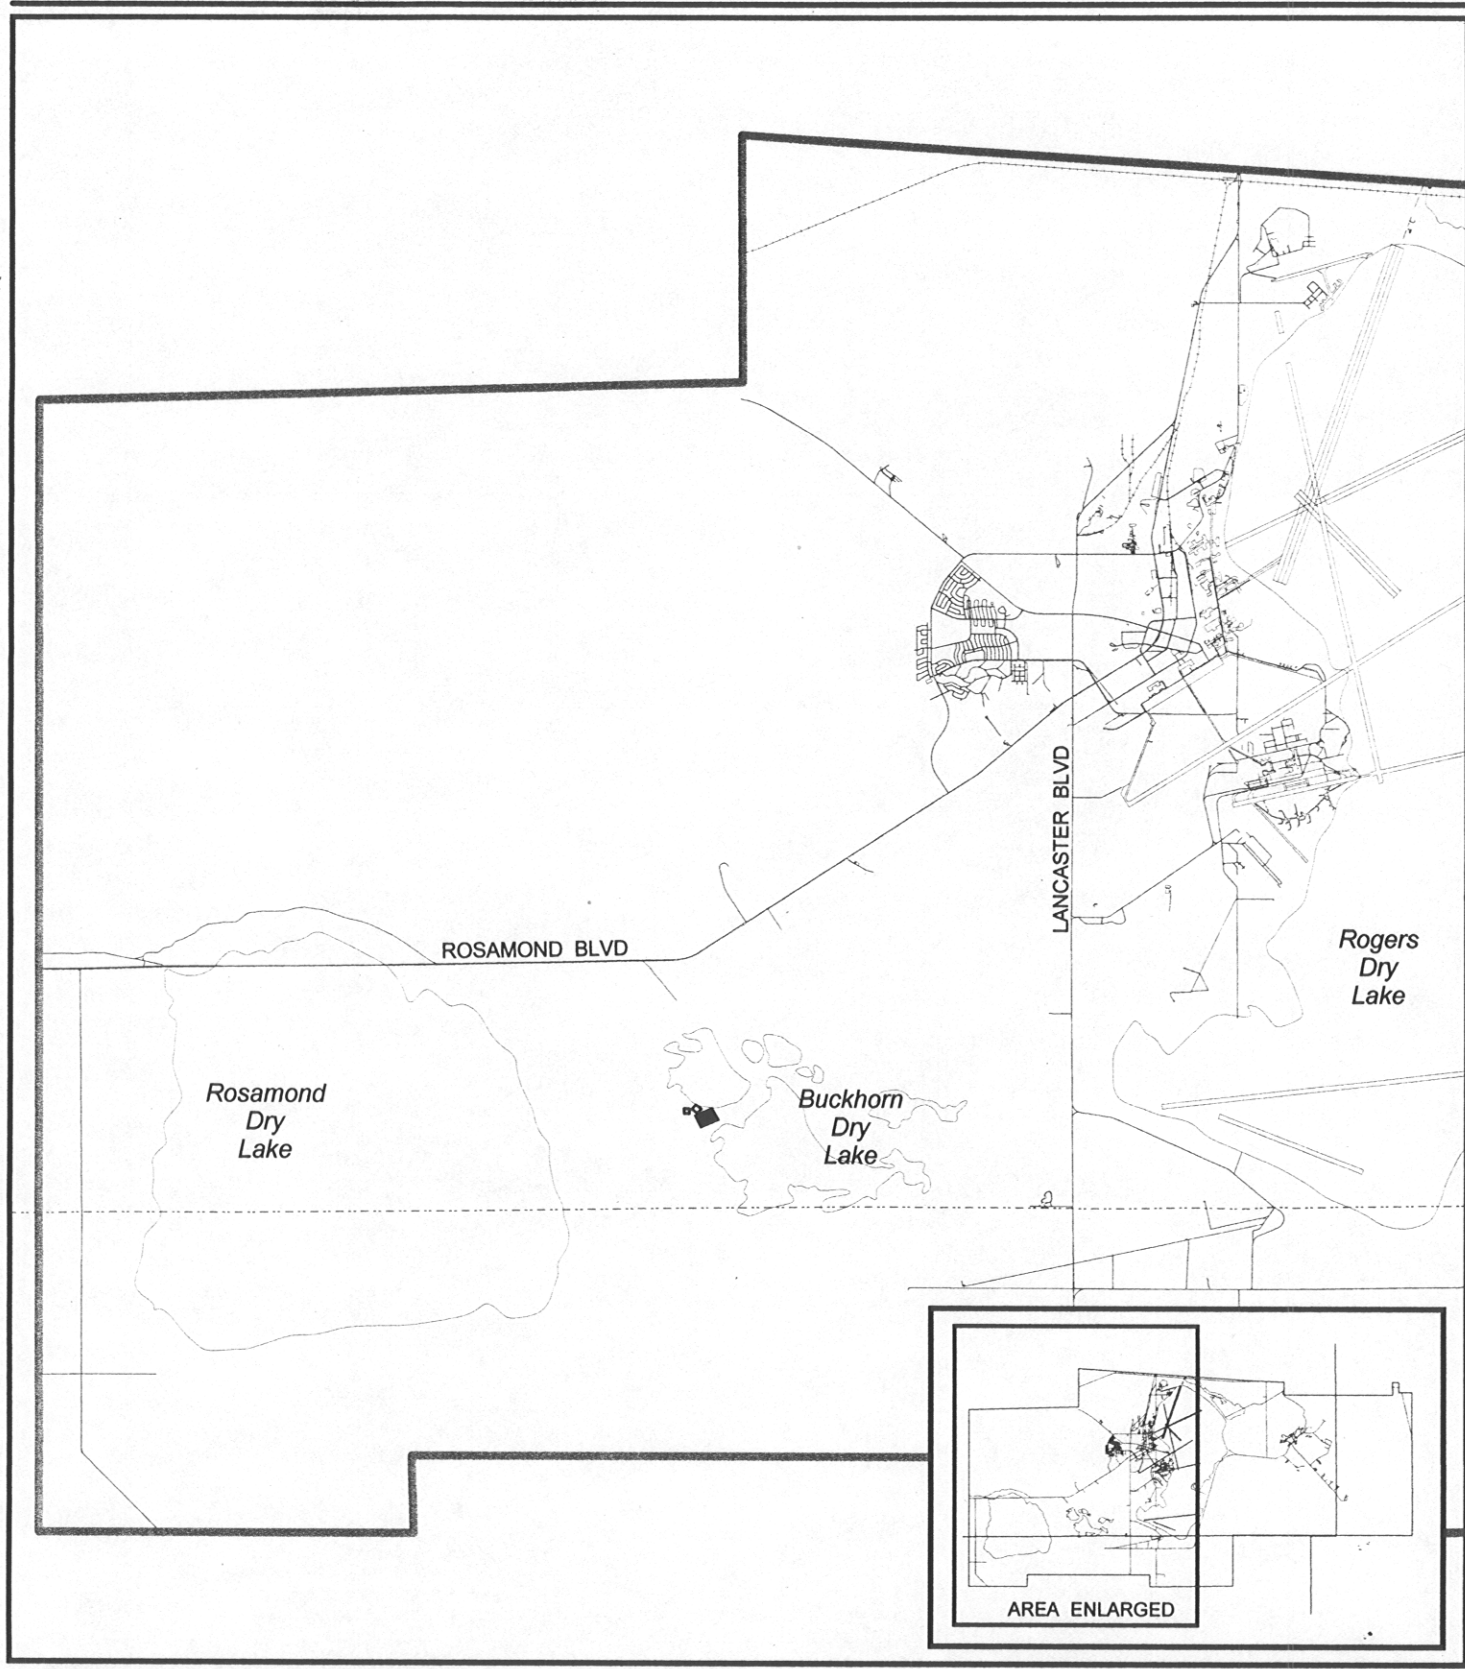 LANCASTER BLVD
ROSAMOND BLVD
Rogers
Dry
Lake
Rosamond
Dry
Lake
Buckhorn
Dry
Lake
AREA ENLARGED